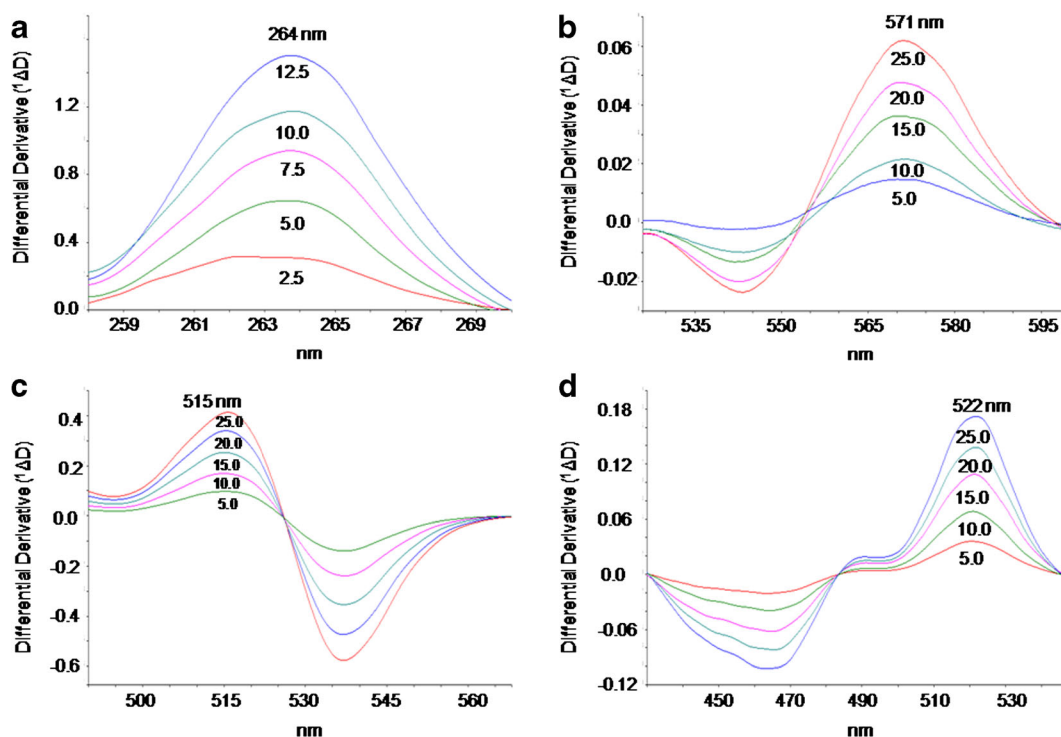 a
264 nm
12.5
10.0
7.5
5.0
2.5
1.2
0.8
0.4
0.0
259 261 263 265 267 269
nm
Differential Derivative (¹ΔD)
b
571 nm
25.0
20.0
15.0
10.0
5.0
0.06
0.04
0.02
0.0
-0.02
535 550 565 580 595
nm
Differential Derivative (¹ΔD)
c
515 nm
25.0
20.0
15.0
10.0
5.0
0.4
0.2
0.0
-0.2
-0.4
-0.6
500 515 530 545 560
nm
Differential Derivative (¹ΔD)
d
522 nm
25.0
20.0
15.0
10.0
5.0
0.18
0.12
0.06
0.0
-0.06
-0.12
450 470 490 510 530
nm
Differential Derivative (¹ΔD)